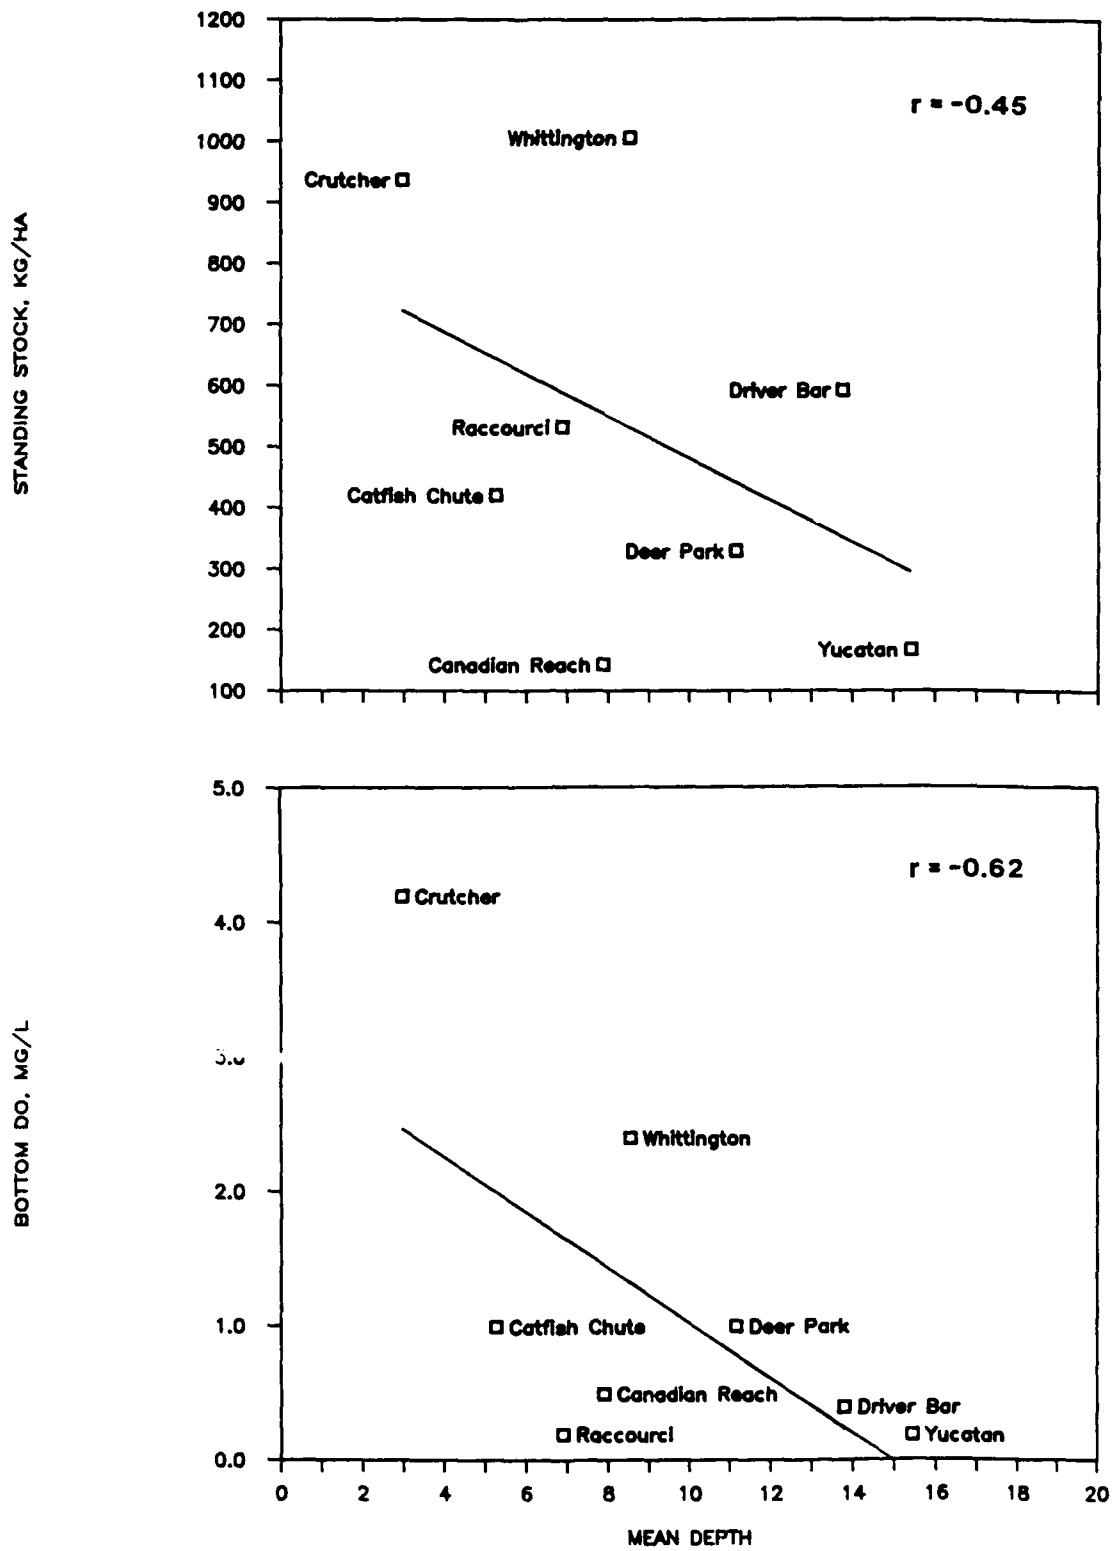 1200
1100
r = -0.45
Whittington
1000
Crutcher
900
STANDING STOCK, KG/HA
800
700
600
Driver Bar
Raccourci
500
Catfish Chute
400
Deer Park
300
200
Yucatan
Canadian Reach
100
5.0
r = -0.62
Crutcher
4.0
BOTTOM DO, MG/L
Whittington
2.0
1.0
Catfish Chute
Deer Park
Canadian Reach
Driver Bar
Raccourci
Yucatan
0.0
0 2 4 6 8 10 12 14 16 18 20
MEAN DEPTH